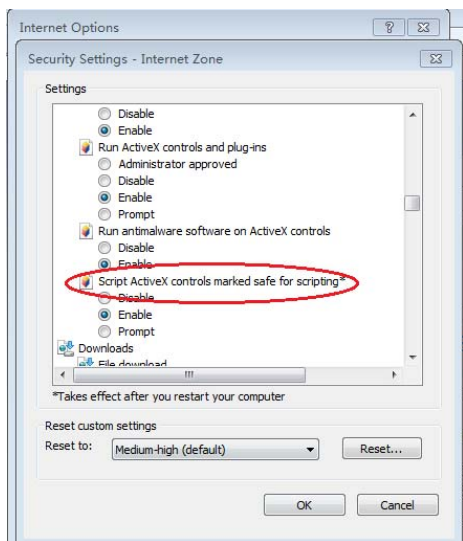 Internet Options
Security Settings - Internet Zone
Settings
Disable
Enable
Run ActiveX controls and plug-ins
Administrator approved
Disable
Enable
Prompt
Run antimalware software on ActiveX controls
Disable
Enable
Script ActiveX controls marked safe for scripting*
Disable
Enable
Prompt
Downloads
File download
*Takes effect after you restart your computer
Reset custom settings
Reset to: Medium-high (default) Reset...
OK Cancel